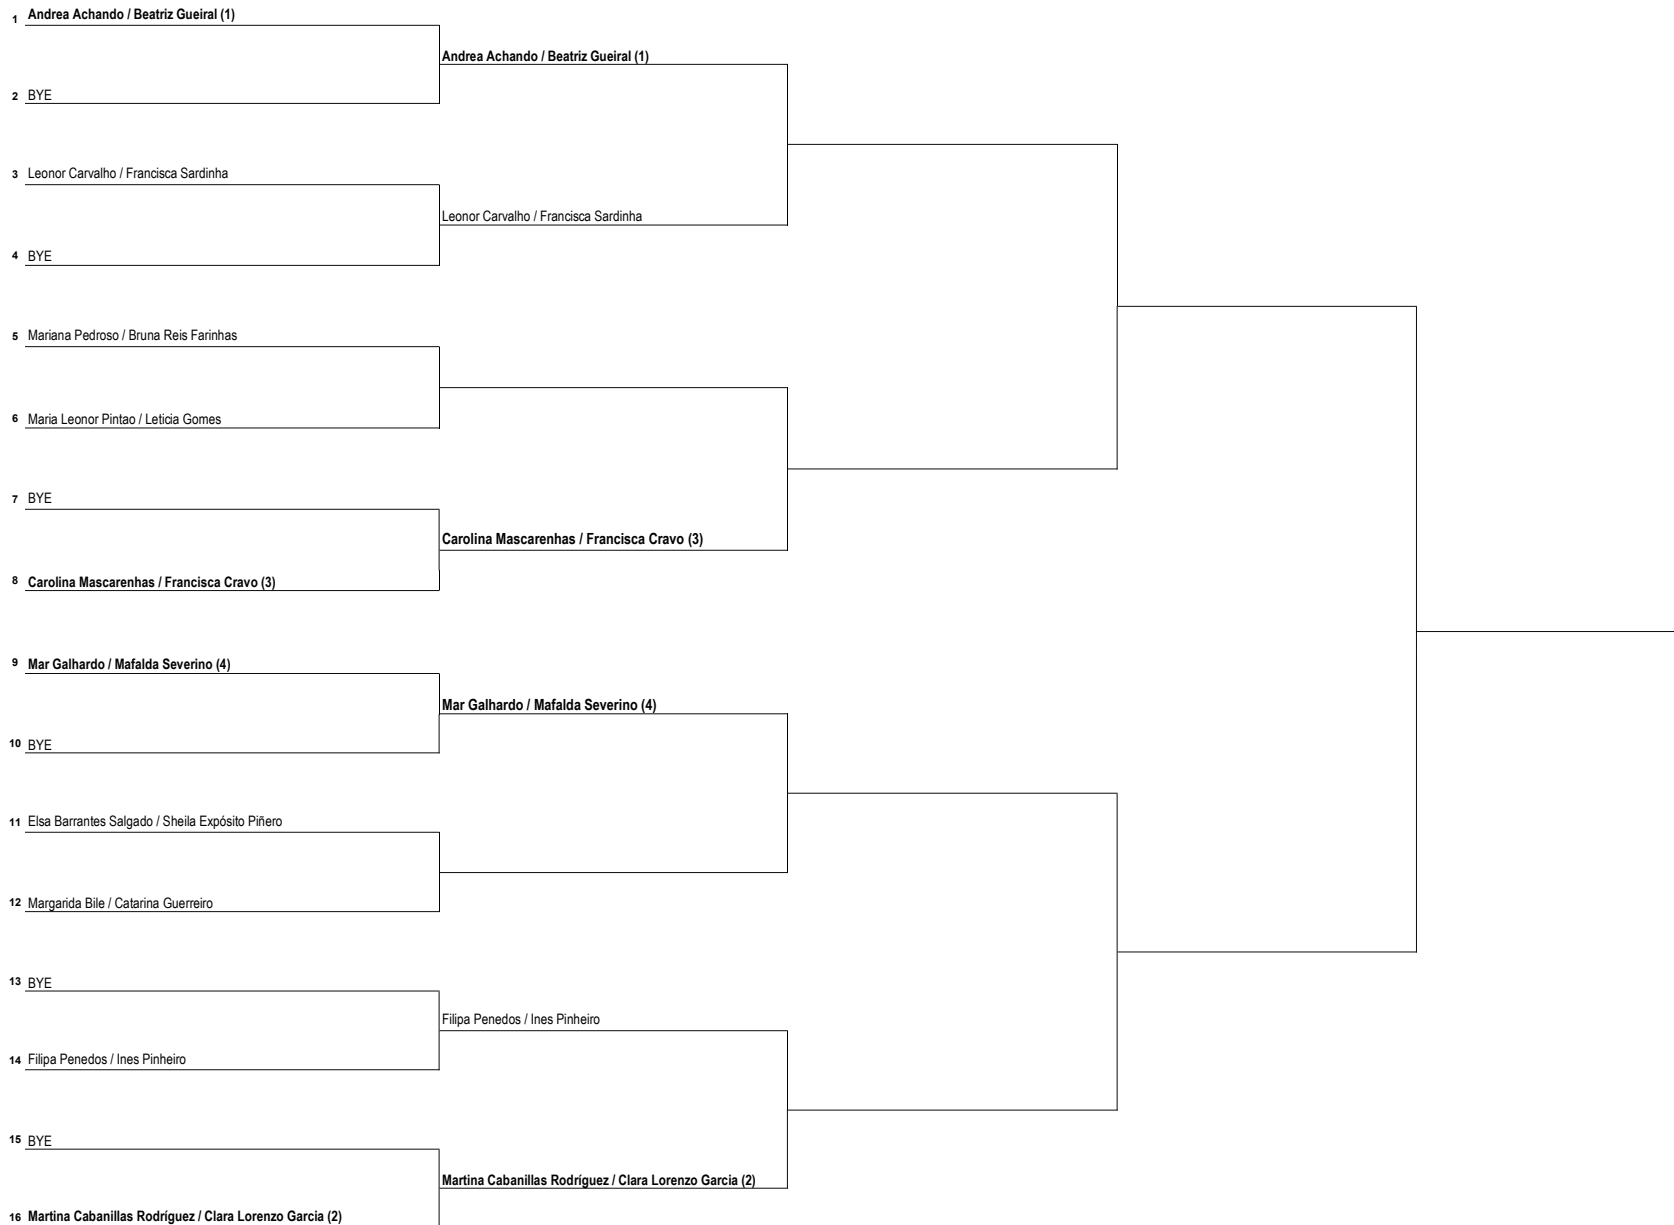 1 Andrea Achando / Beatriz Gueiral (1)
Andrea Achando / Beatriz Gueiral (1)
2 BYE
3 Leonor Carvalho / Francisca Sardinha
Leonor Carvalho / Francisca Sardinha
4 BYE
5 Mariana Pedroso / Bruna Reis Farinhas
6 Maria Leonor Pintao / Leticia Gomes
7 BYE
Carolina Mascarenhas / Francisca Cravo (3)
8 Carolina Mascarenhas / Francisca Cravo (3)
9 Mar Galhardo / Mafalda Severino (4)
Mar Galhardo / Mafalda Severino (4)
10 BYE
11 Elsa Barrantes Salgado / Sheila Expósito Piñero
12 Margarida Bile / Catarina Guerreiro
13 BYE
Filipa Penedos / Ines Pinheiro
14 Filipa Penedos / Ines Pinheiro
15 BYE
Martina Cabanillas Rodríguez / Clara Lorenzo Garcia (2)
16 Martina Cabanillas Rodríguez / Clara Lorenzo Garcia (2)